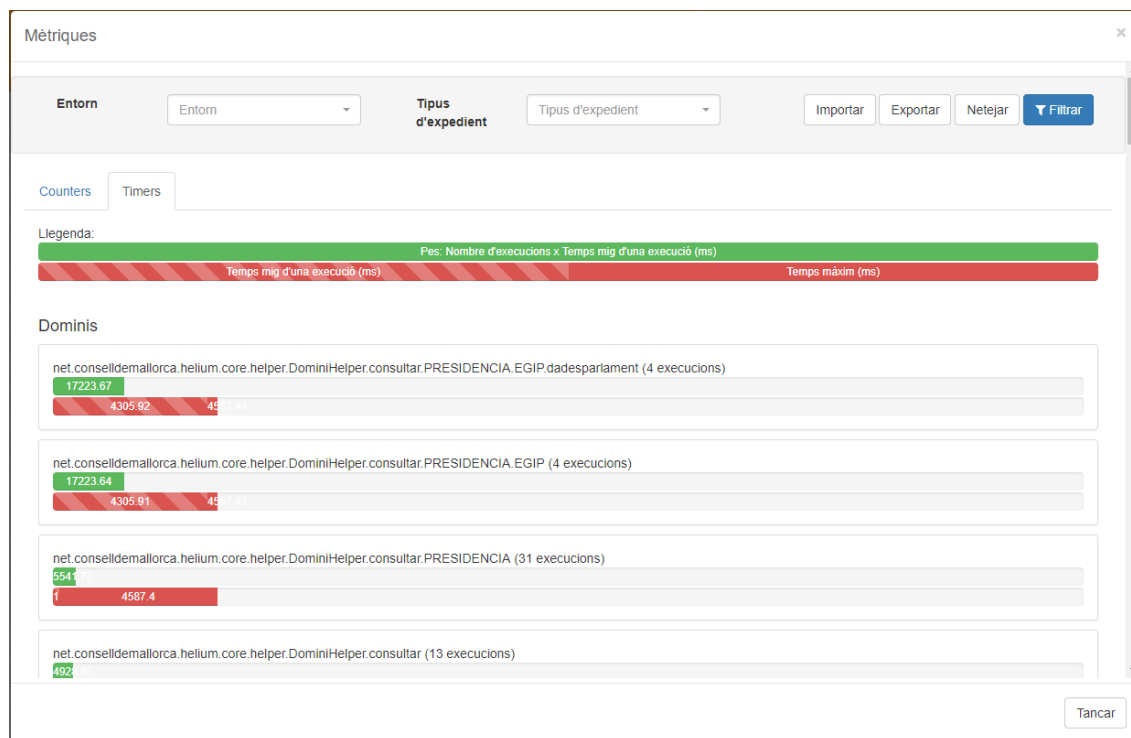 Mètriques ×
Entorn Entorn Tipus d'expedient Tipus d'expedient Importar Exportar Netejar Filtrar
Counters Timers
Llegenda:
Pes: Nombre d'execucions x Temps mig d'una execució (ms)
Temps mig d'una execució (ms) Temps màxim (ms)
Dominis
net.conselldemallorca.helium.core.helper.DominiHelper.consultar.PRESIDENCIA.EGIP.dadesparlament (4 execucions)
17223.67
4305.92 4587.44
net.conselldemallorca.helium.core.helper.DominiHelper.consultar.PRESIDENCIA.EGIP (4 execucions)
17223.64
4305.91 4587.43
net.conselldemallorca.helium.core.helper.DominiHelper.consultar.PRESIDENCIA (31 execucions)
4587.4
net.conselldemallorca.helium.core.helper.DominiHelper.consultar (13 execucions)
Tancar